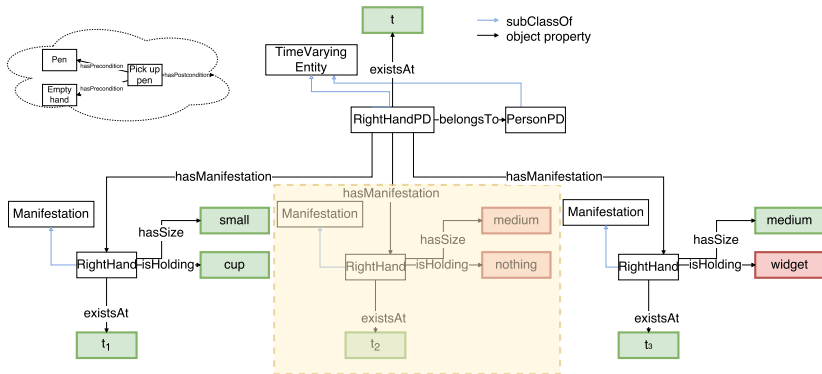 t
subClassOf
object property
TimeVarying
Entity
existsAt
Pen
hasPrecondition
Pick up
pen
hasPostcondition
Empty
hand
hasPrecondition
RightHandPD
belongsTo
PersonPD
hasManifestation
hasManifestation
hasManifestation
Manifestation
small
hasSize
RightHand
isHolding
cup
existsAt
t1
Manifestation
medium
hasSize
RightHand
isHolding
nothing
existsAt
t2
Manifestation
medium
hasSize
RightHand
isHolding
widget
existsAt
t3